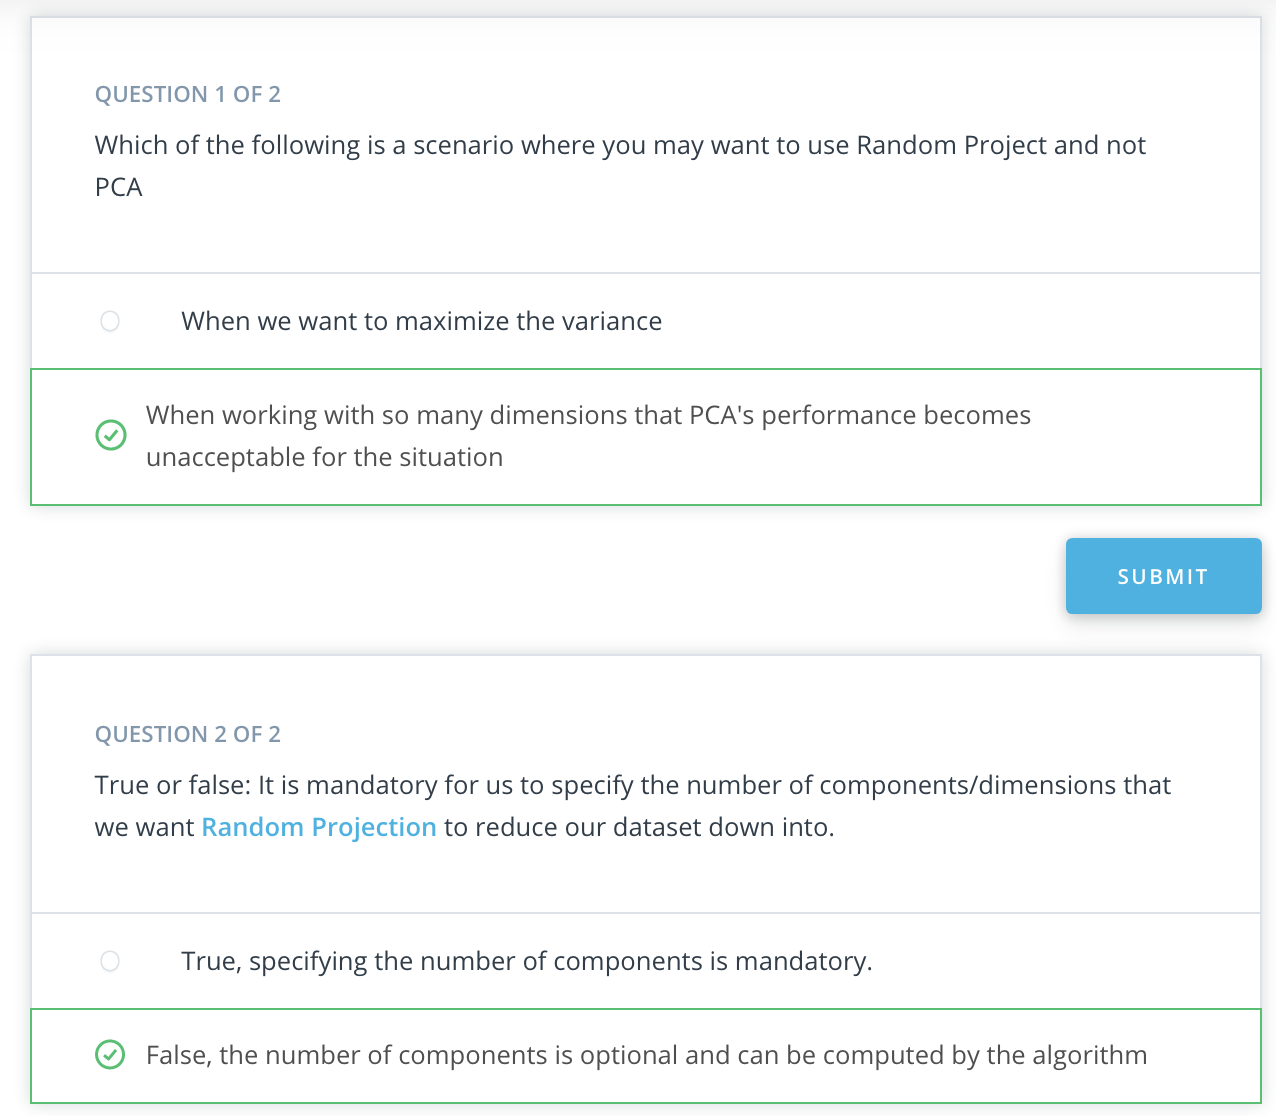 QUESTION 1 OF 2
Which of the following is a scenario where you may want to use Random Project and not
PCA
When we want to maximize the variance
When working with so many dimensions that PCA's performance becomes
unacceptable for the situation
SUBMIT
QUESTION 2 OF 2
True or false: It is mandatory for us to specify the number of components/dimensions that
we want Random Projection to reduce our dataset down into.
True, specifying the number of components is mandatory.
False, the number of components is optional and can be computed by the algorithm